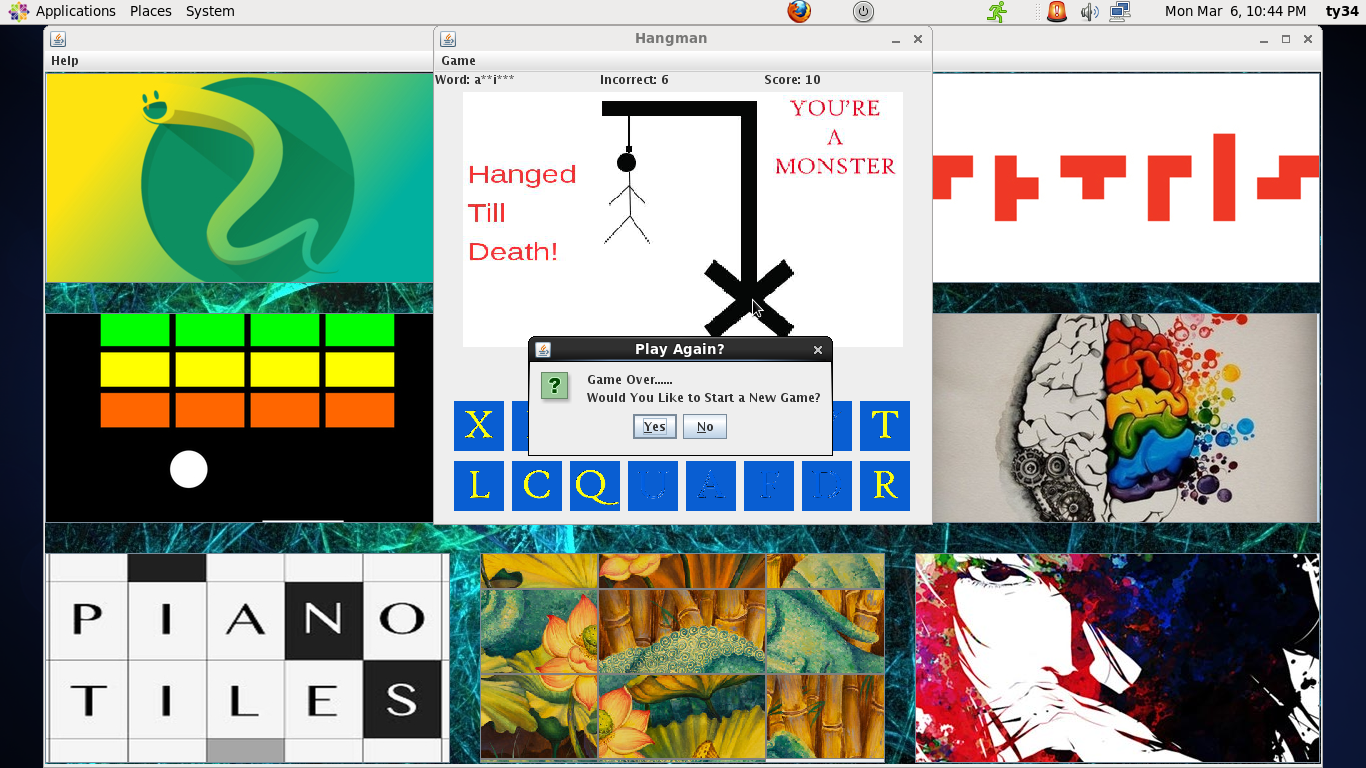 Applications Places System
Mon Mar 6, 10:44 PM ty34
Hangman
Help
Game
Word: a**i*** Incorrect: 6 Score: 10
YOU'RE
A
MONSTER
Hanged
Till
Death!
Play Again?
?
Game Over......
Would You Like to Start a New Game?
Yes No
X T
L C Q U A F D R
PIANO
TILES